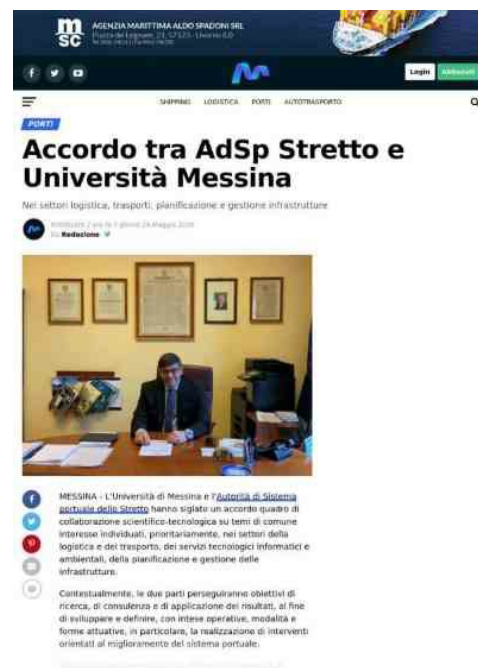 msc
AGENZIA MARITTIMA ALDO SPADONI SRL
Login
Abbonati
SHIPPING LOGISTICA PORTI AUTOTRASPORTO
PORTI
Accordo tra AdSp Stretto e
Università Messina
Nei settori logistica, trasporti, pianificazione e gestione infrastrutture
Redazione
MESSINA - L'Università di Messina e l'Autorità di Sistema
portuale dello Stretto hanno siglato un accordo quadro di
collaborazione scientifico-tecnologica su temi di comune
interesse individuati, prioritariamente, nei settori della
logistica e del trasporto, dei servizi tecnologici informatici e
ambientali, della pianificazione e gestione delle
infrastrutture.
Contestualmente, le due parti perseguiranno obiettivi di
ricerca, di consulenza e di applicazione dei risultati, al fine
di sviluppare e definire, con intese operative, modalità e
forme attuative, in particolare, la realizzazione di interventi
orientati al miglioramento del sistema portuale.